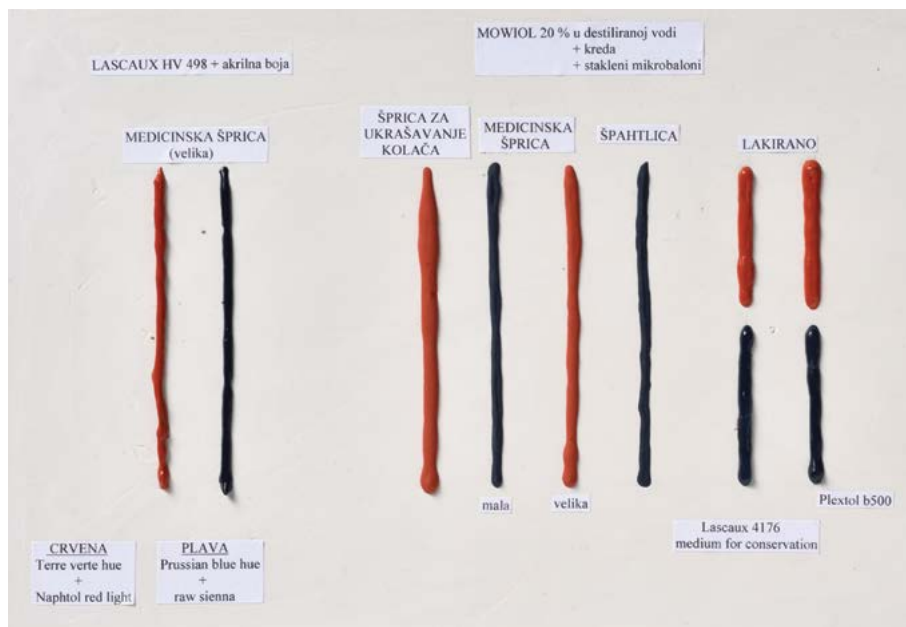 LASCAUX HV 498 + akrilna boja
MOWIOL 20 % u destiliranoj vodi
+ kreda
+ stakleni mikrobaloni
MEDICINSKA ŠPRICA
(velika)
ŠPRICA ZA
UKRAŠAVANJE
KOLAČA
MEDICINSKA
ŠPRICA
ŠPAHTLICA
LAKIRANO
mala
velika
Plextol b500
Lascaux 4176
medium for conservation
CRVENA
Terre verte hue
+
Naphtol red light
PLAVA
Prussian blue hue
+
raw sienna